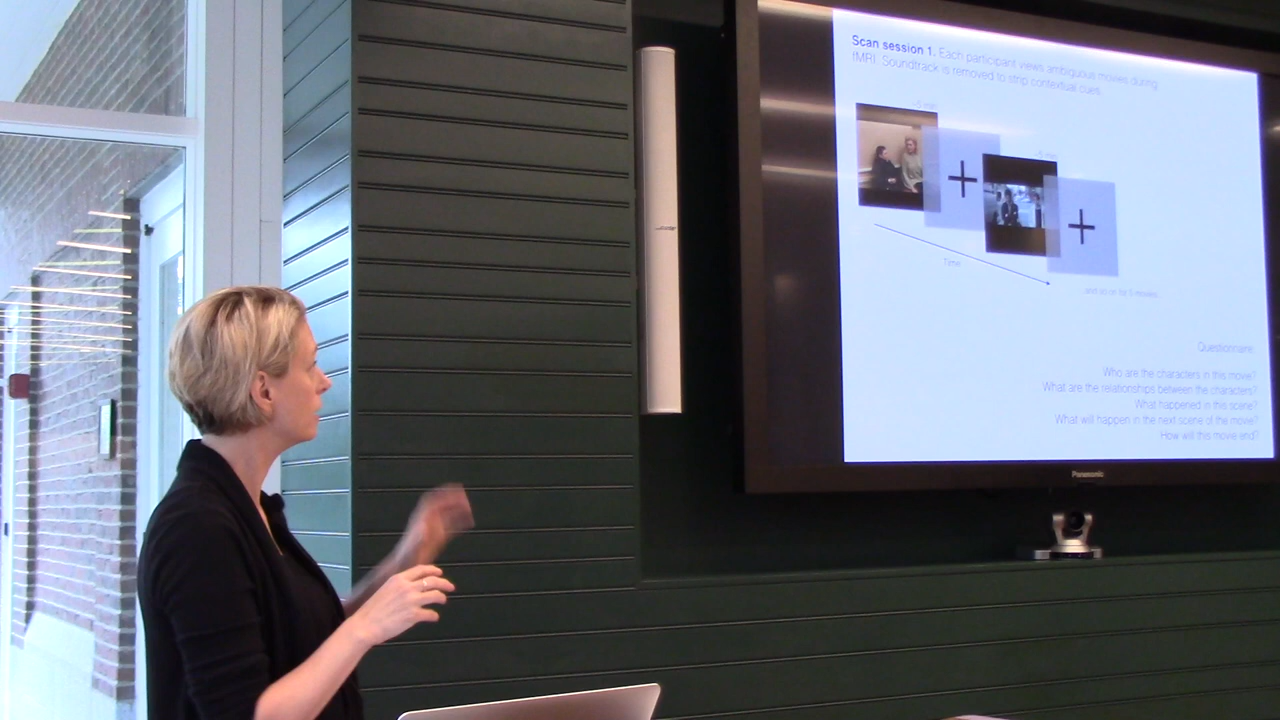 Scan session 1. Each participant views ambiguous movies during
fMRI. Soundtrack is removed to strip contextual cues.
~5 min
Time
and so on for 5 movies
Questionnaire:
Who are the characters in this movie?
What are the relationships between the characters?
What happened in this scene?
What will happen in the next scene of the movie?
How will this movie end?
Panasonic